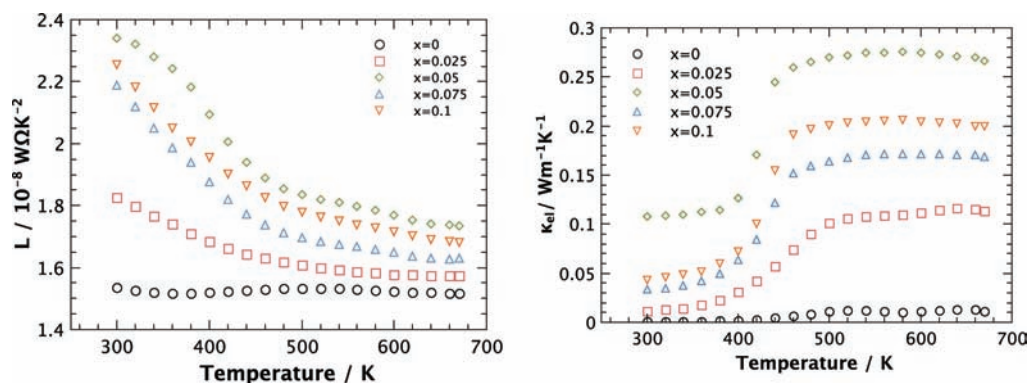 2.4
2.2
2
1.8
1.6
1.4
L / 10⁻⁸ WΩK⁻²
300 400 500 600 700
Temperature / K
x=0
x=0.025
x=0.05
x=0.075
x=0.1
0.3
0.25
0.2
0.15
0.1
0.05
0
κel/ Wm⁻¹K⁻¹
300 400 500 600 700
Temperature / K
x=0
x=0.025
x=0.05
x=0.075
x=0.1